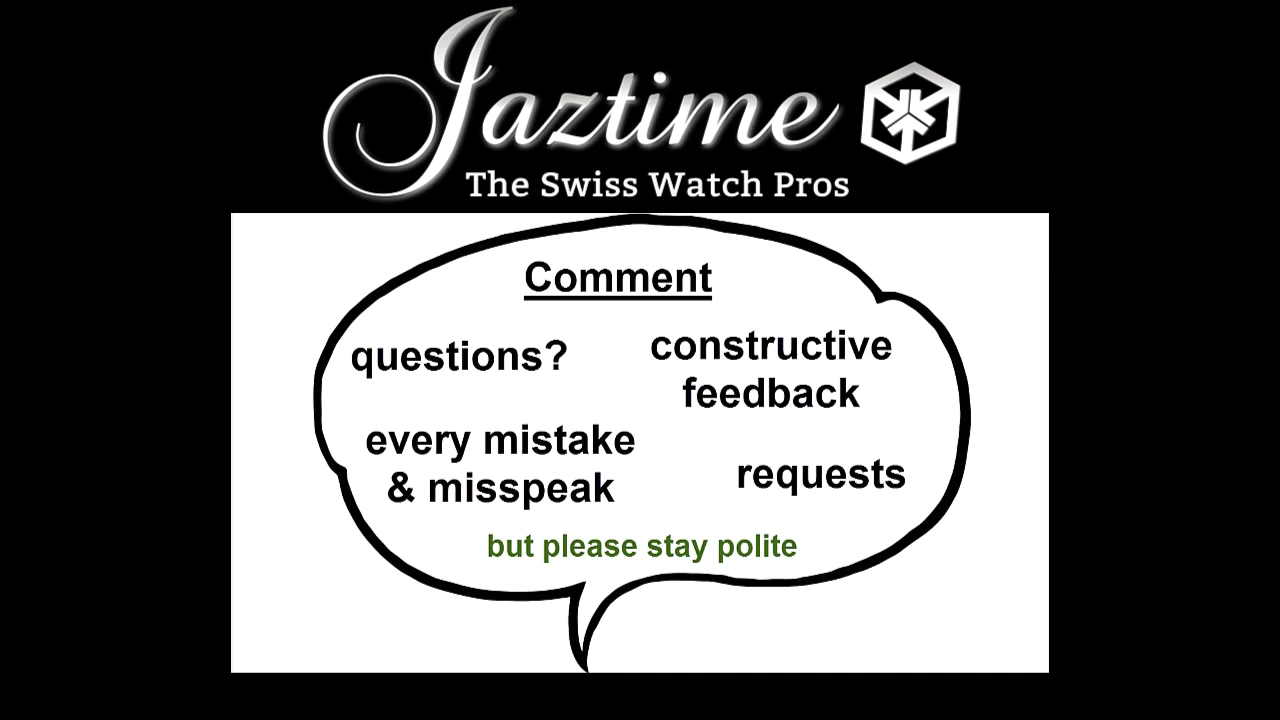 Jaztime
The Swiss Watch Pros
Comment
questions?
constructive
feedback
every mistake
& misspeak
requests
but please stay polite